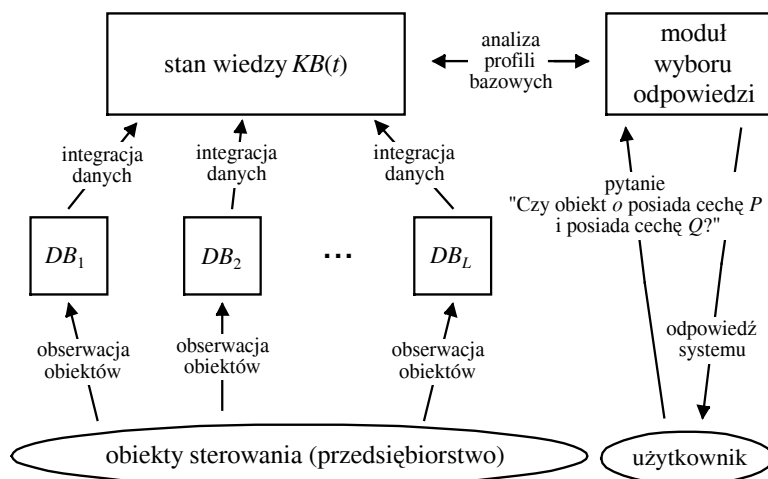 stan wiedzy KB(t)
analiza
profili
bazowych
moduł
wyboru
odpowiedzi
integracja
danych
integracja
danych
integracja
danych
pytanie
"Czy obiekt o posiada cechę P
i posiada cechę Q?"
DB1
DB2
...
DBL
obserwacja
obiektów
obserwacja
obiektów
obserwacja
obiektów
odpowiedź
systemu
obiekty sterowania (przedsiębiorstwo)
użytkownik